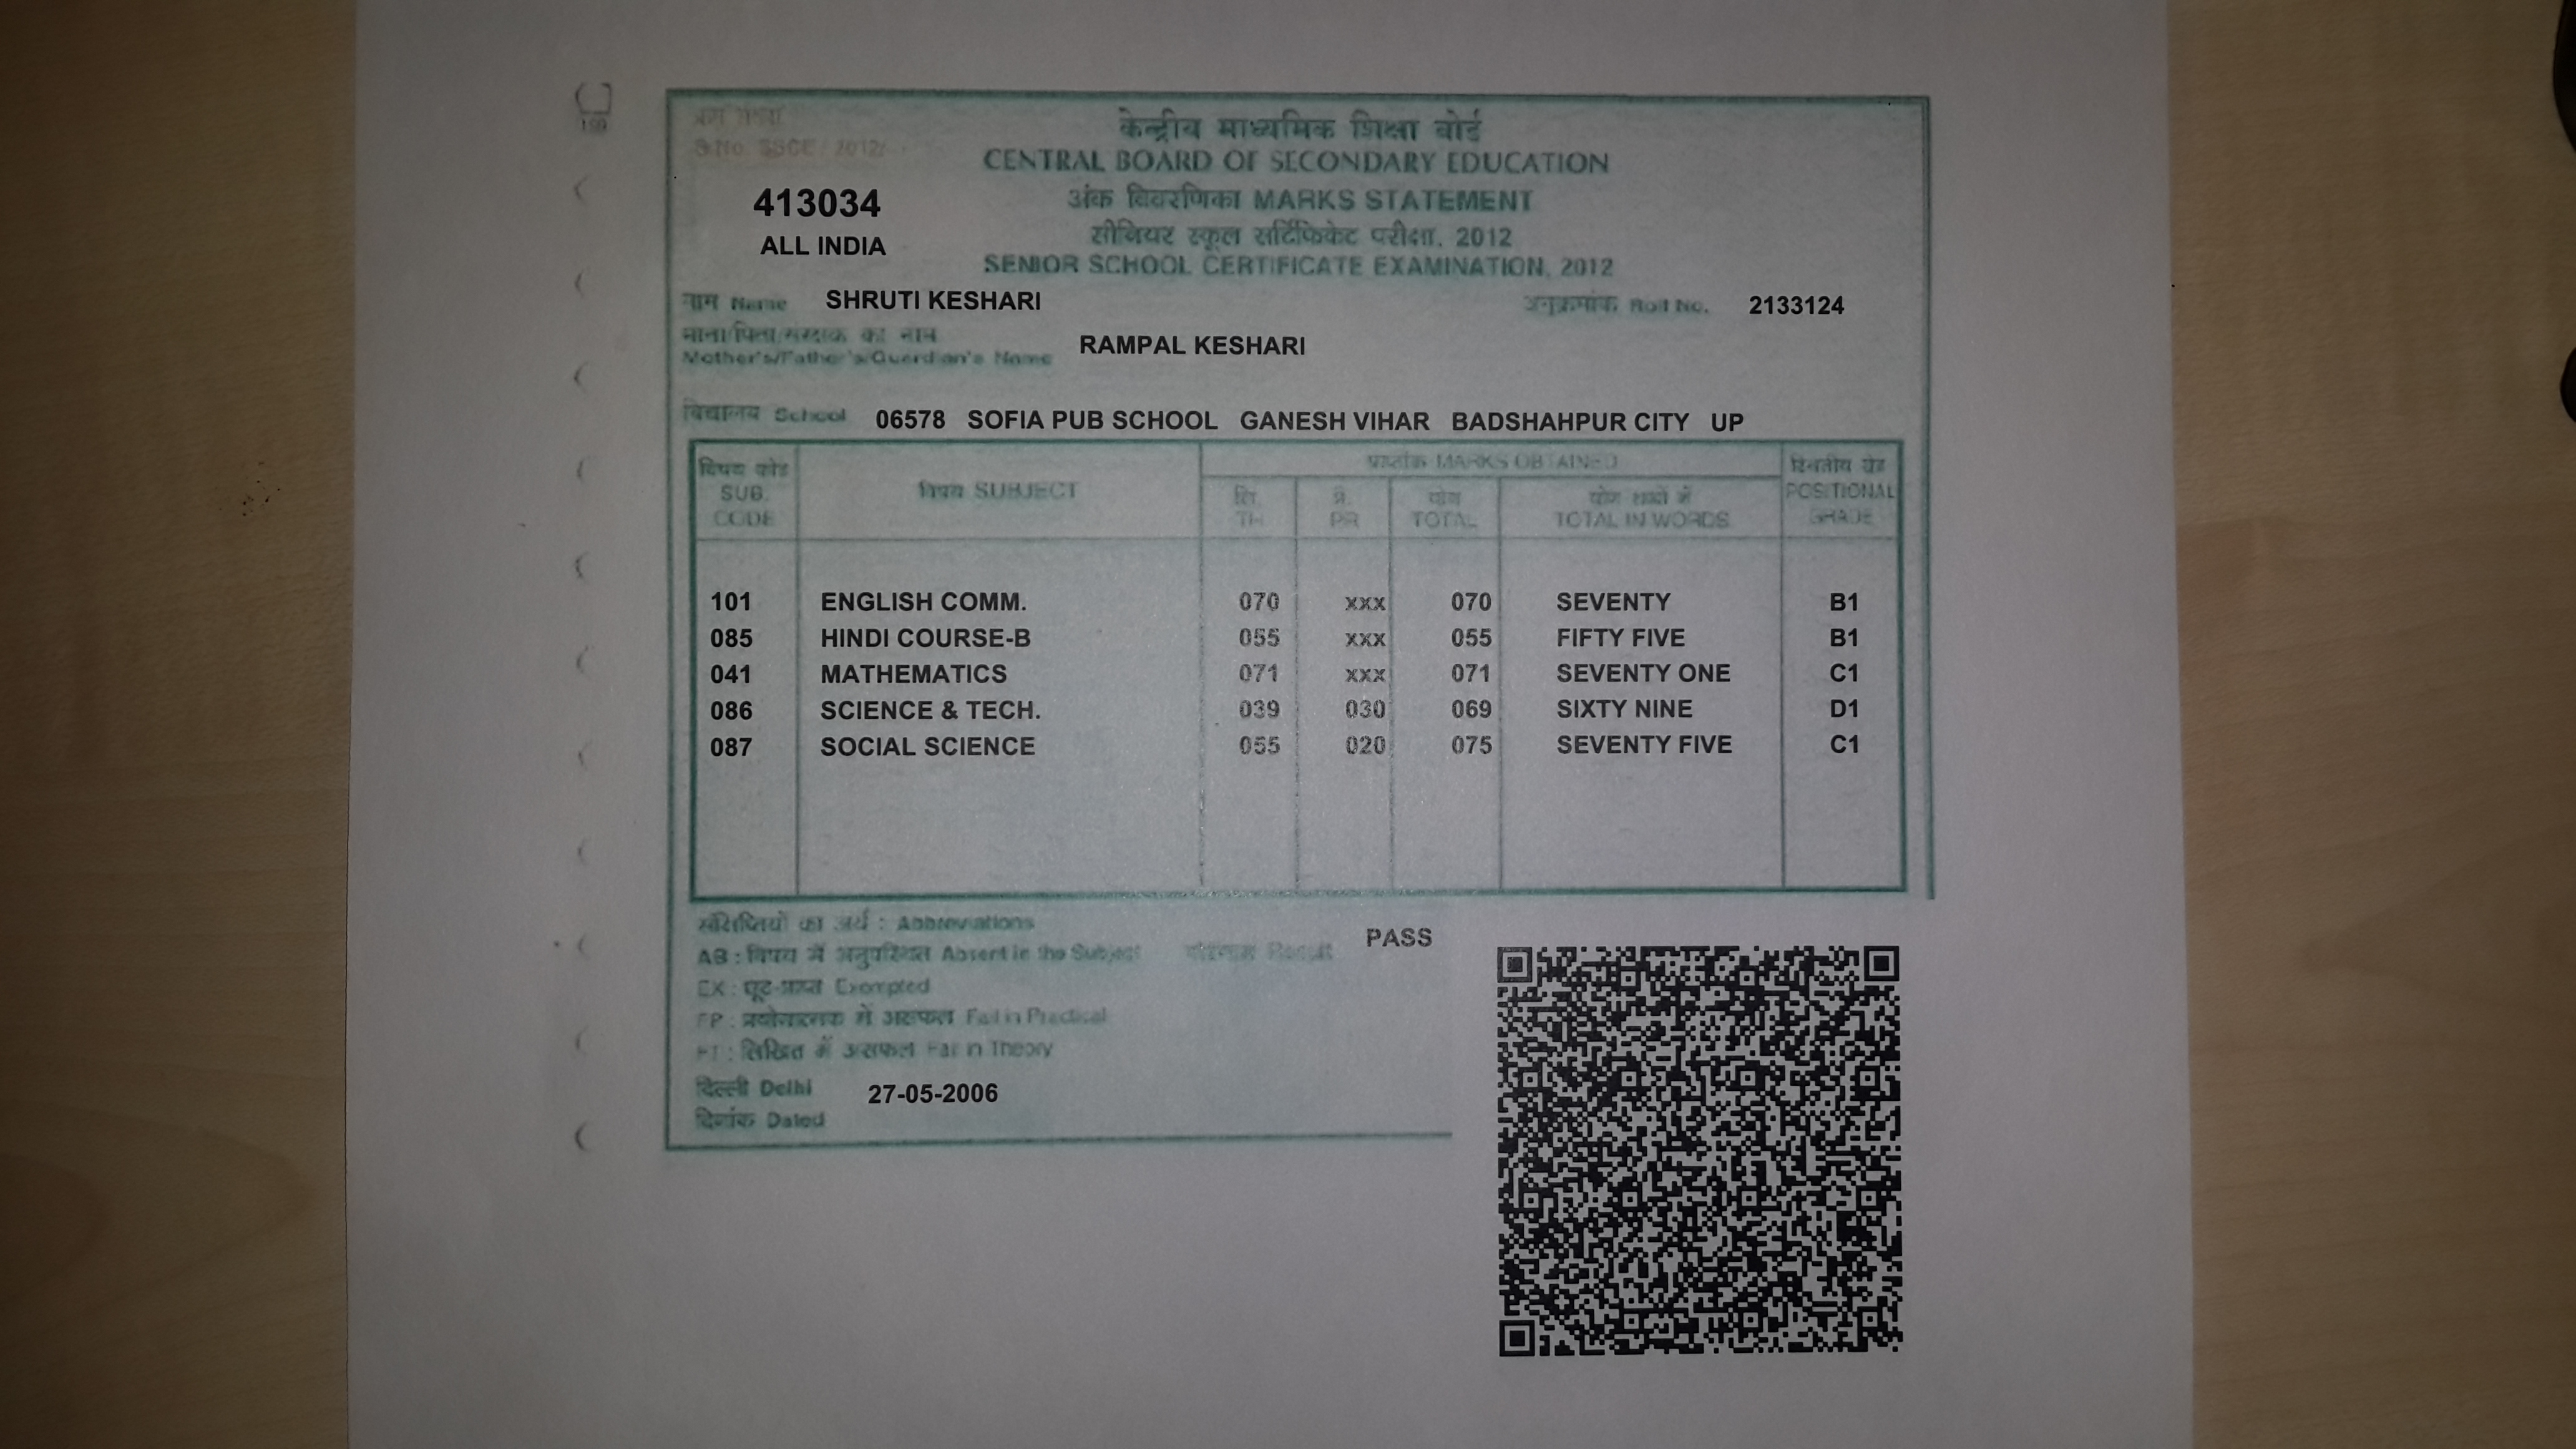 क्रम संख्या
S.No. SSCE / 2012/
413034
ALL INDIA
केन्द्रीय माध्यमिक शिक्षा बोर्ड
CENTRAL BOARD OF SECONDARY EDUCATION
अंक विवरणिका MARKS STATEMENT
सीनियर स्कूल सर्टिफिकेट परीक्षा, 2012
SENIOR SCHOOL CERTIFICATE EXAMINATION, 2012
नाम Name SHRUTI KESHARI अनुक्रमांक Roll No. 2133124
माता/पिता/संरक्षक का नाम
Mother's/Father's/Guardian's Name RAMPAL KESHARI
विद्यालय School 06578 SOFIA PUB SCHOOL GANESH VIHAR BADSHAHPUR CITY UP
विषय कोड SUB. CODE
विषय SUBJECT
प्राप्तांक MARKS OBTAINED
लि. TH
प्रे. PR
योग TOTAL
योग शब्दों में TOTAL IN WORDS
POSITIONAL GRADE
101 ENGLISH COMM. 070 xxx 070 SEVENTY B1
085 HINDI COURSE-B 055 xxx 055 FIFTY FIVE B1
041 MATHEMATICS 071 xxx 071 SEVENTY ONE C1
086 SCIENCE & TECH. 039 030 069 SIXTY NINE D1
087 SOCIAL SCIENCE 055 020 075 SEVENTY FIVE C1
का अर्थ : Abbreviations
AB : विषय में अनुपस्थित Absent in the Subject Result PASS
EX : Exempted
FP : में असफल Fail in Practical
FT : लिखित में असफल Fail in Theory
दिल्ली Delhi 27-05-2006
दिनांक Dated